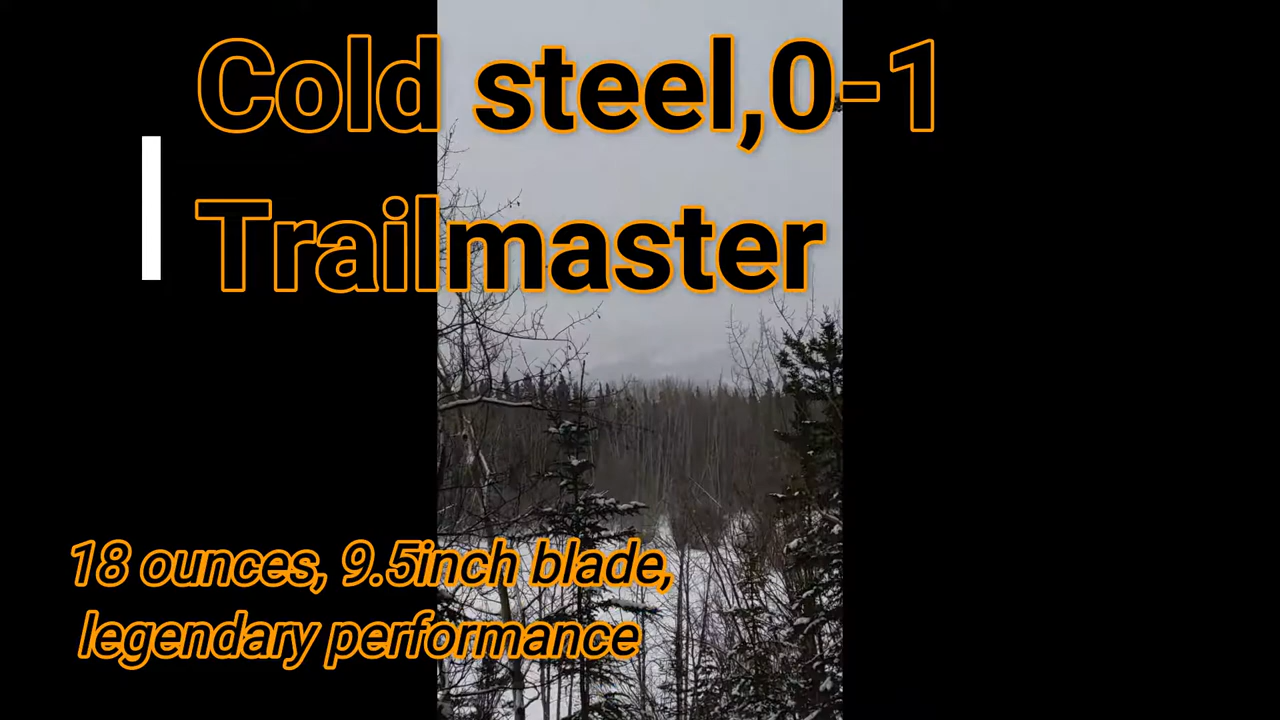 Cold steel,0-1
Trailmaster
18 ounces, 9.5inch blade,
legendary performance